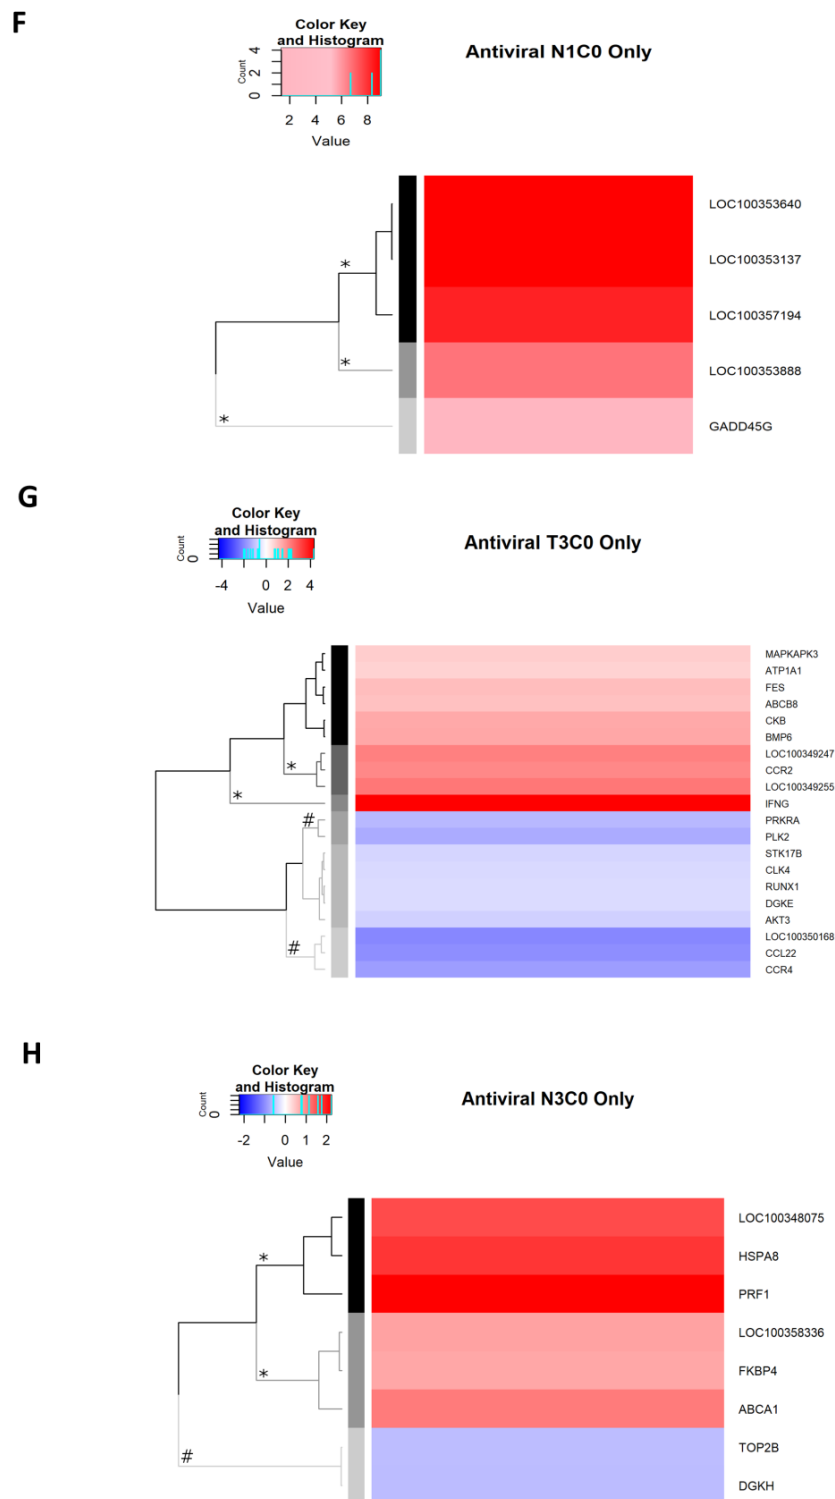 F
Color Key
and Histogram
Antiviral N1C0 Only
Count
0 2 4
2 4 6 8
Value
LOC100353640
LOC100353137
*
LOC100357194
*
LOC100353888
*
GADD45G
G
Color Key
and Histogram
Antiviral T3C0 Only
Count
0
-4 0 2 4
Value
MAPKAPK3
ATP1A1
FES
ABCB8
CKB
BMP6
LOC100349247
*
CCR2
LOC100349255
*
IFNG
#
PRKRA
PLK2
STK17B
CLK4
RUNX1
DGKE
AKT3
LOC100350168
#
CCL22
CCR4
H
Color Key
and Histogram
Antiviral N3C0 Only
Count
0
-2 0 1 2
Value
LOC100348075
*
HSPA8
PRF1
LOC100358336
*
FKBP4
ABCA1
TOP2B
#
DGKH